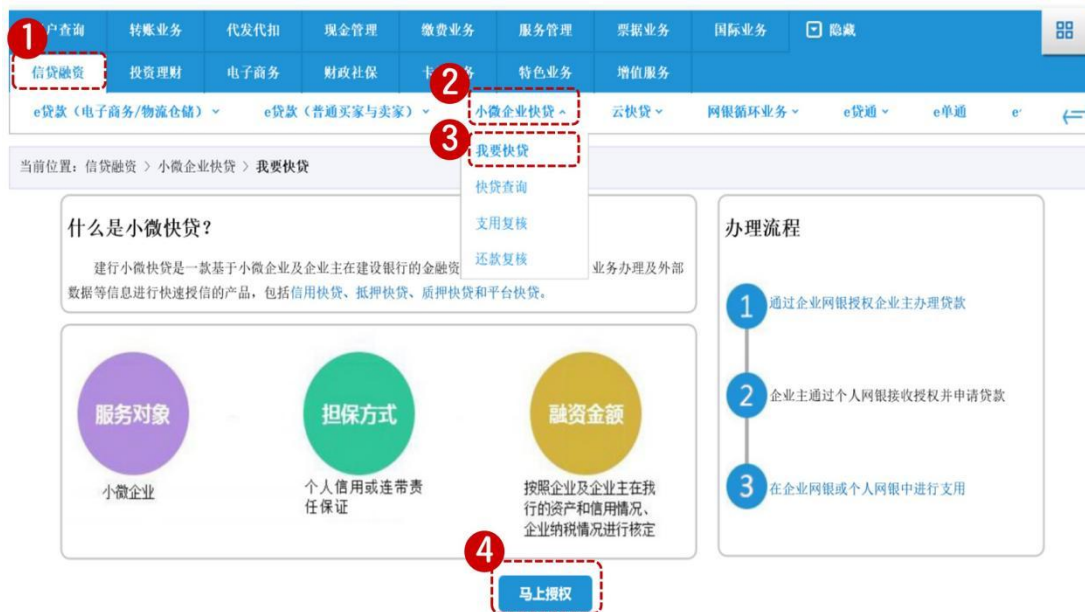 1
户查询 转账业务 代发代扣 现金管理 缴费业务 服务管理 票据业务 国际业务 隐藏
信贷融资 投资理财 电子商务 财政社保 务 特色业务 增值服务
2
e贷款（电子商务/物流仓储） e贷款（普通买家与卖家） 小微企业快贷 云快贷 网银循环业务 e贷通 e单通
3
我要快贷
快贷查询
支用复核
还款复核
当前位置：信贷融资 > 小微企业快贷 > 我要快贷
什么是小微快贷？
建行小微快贷是一款基于小微企业及企业主在建设银行的金融资 业务办理及外部
数据等信息进行快速授信的产品，包括信用快贷、抵押快贷、质押快贷和平台快贷。
服务对象
小微企业
担保方式
个人信用或连带责
任保证
融资金额
按照企业及企业主在我
行的资产和信用情况、
企业纳税情况进行核定
办理流程
1 通过企业网银授权企业主办理贷款
2 企业主通过个人网银接收授权并申请贷款
3 在企业网银或个人网银中进行支用
4
马上授权